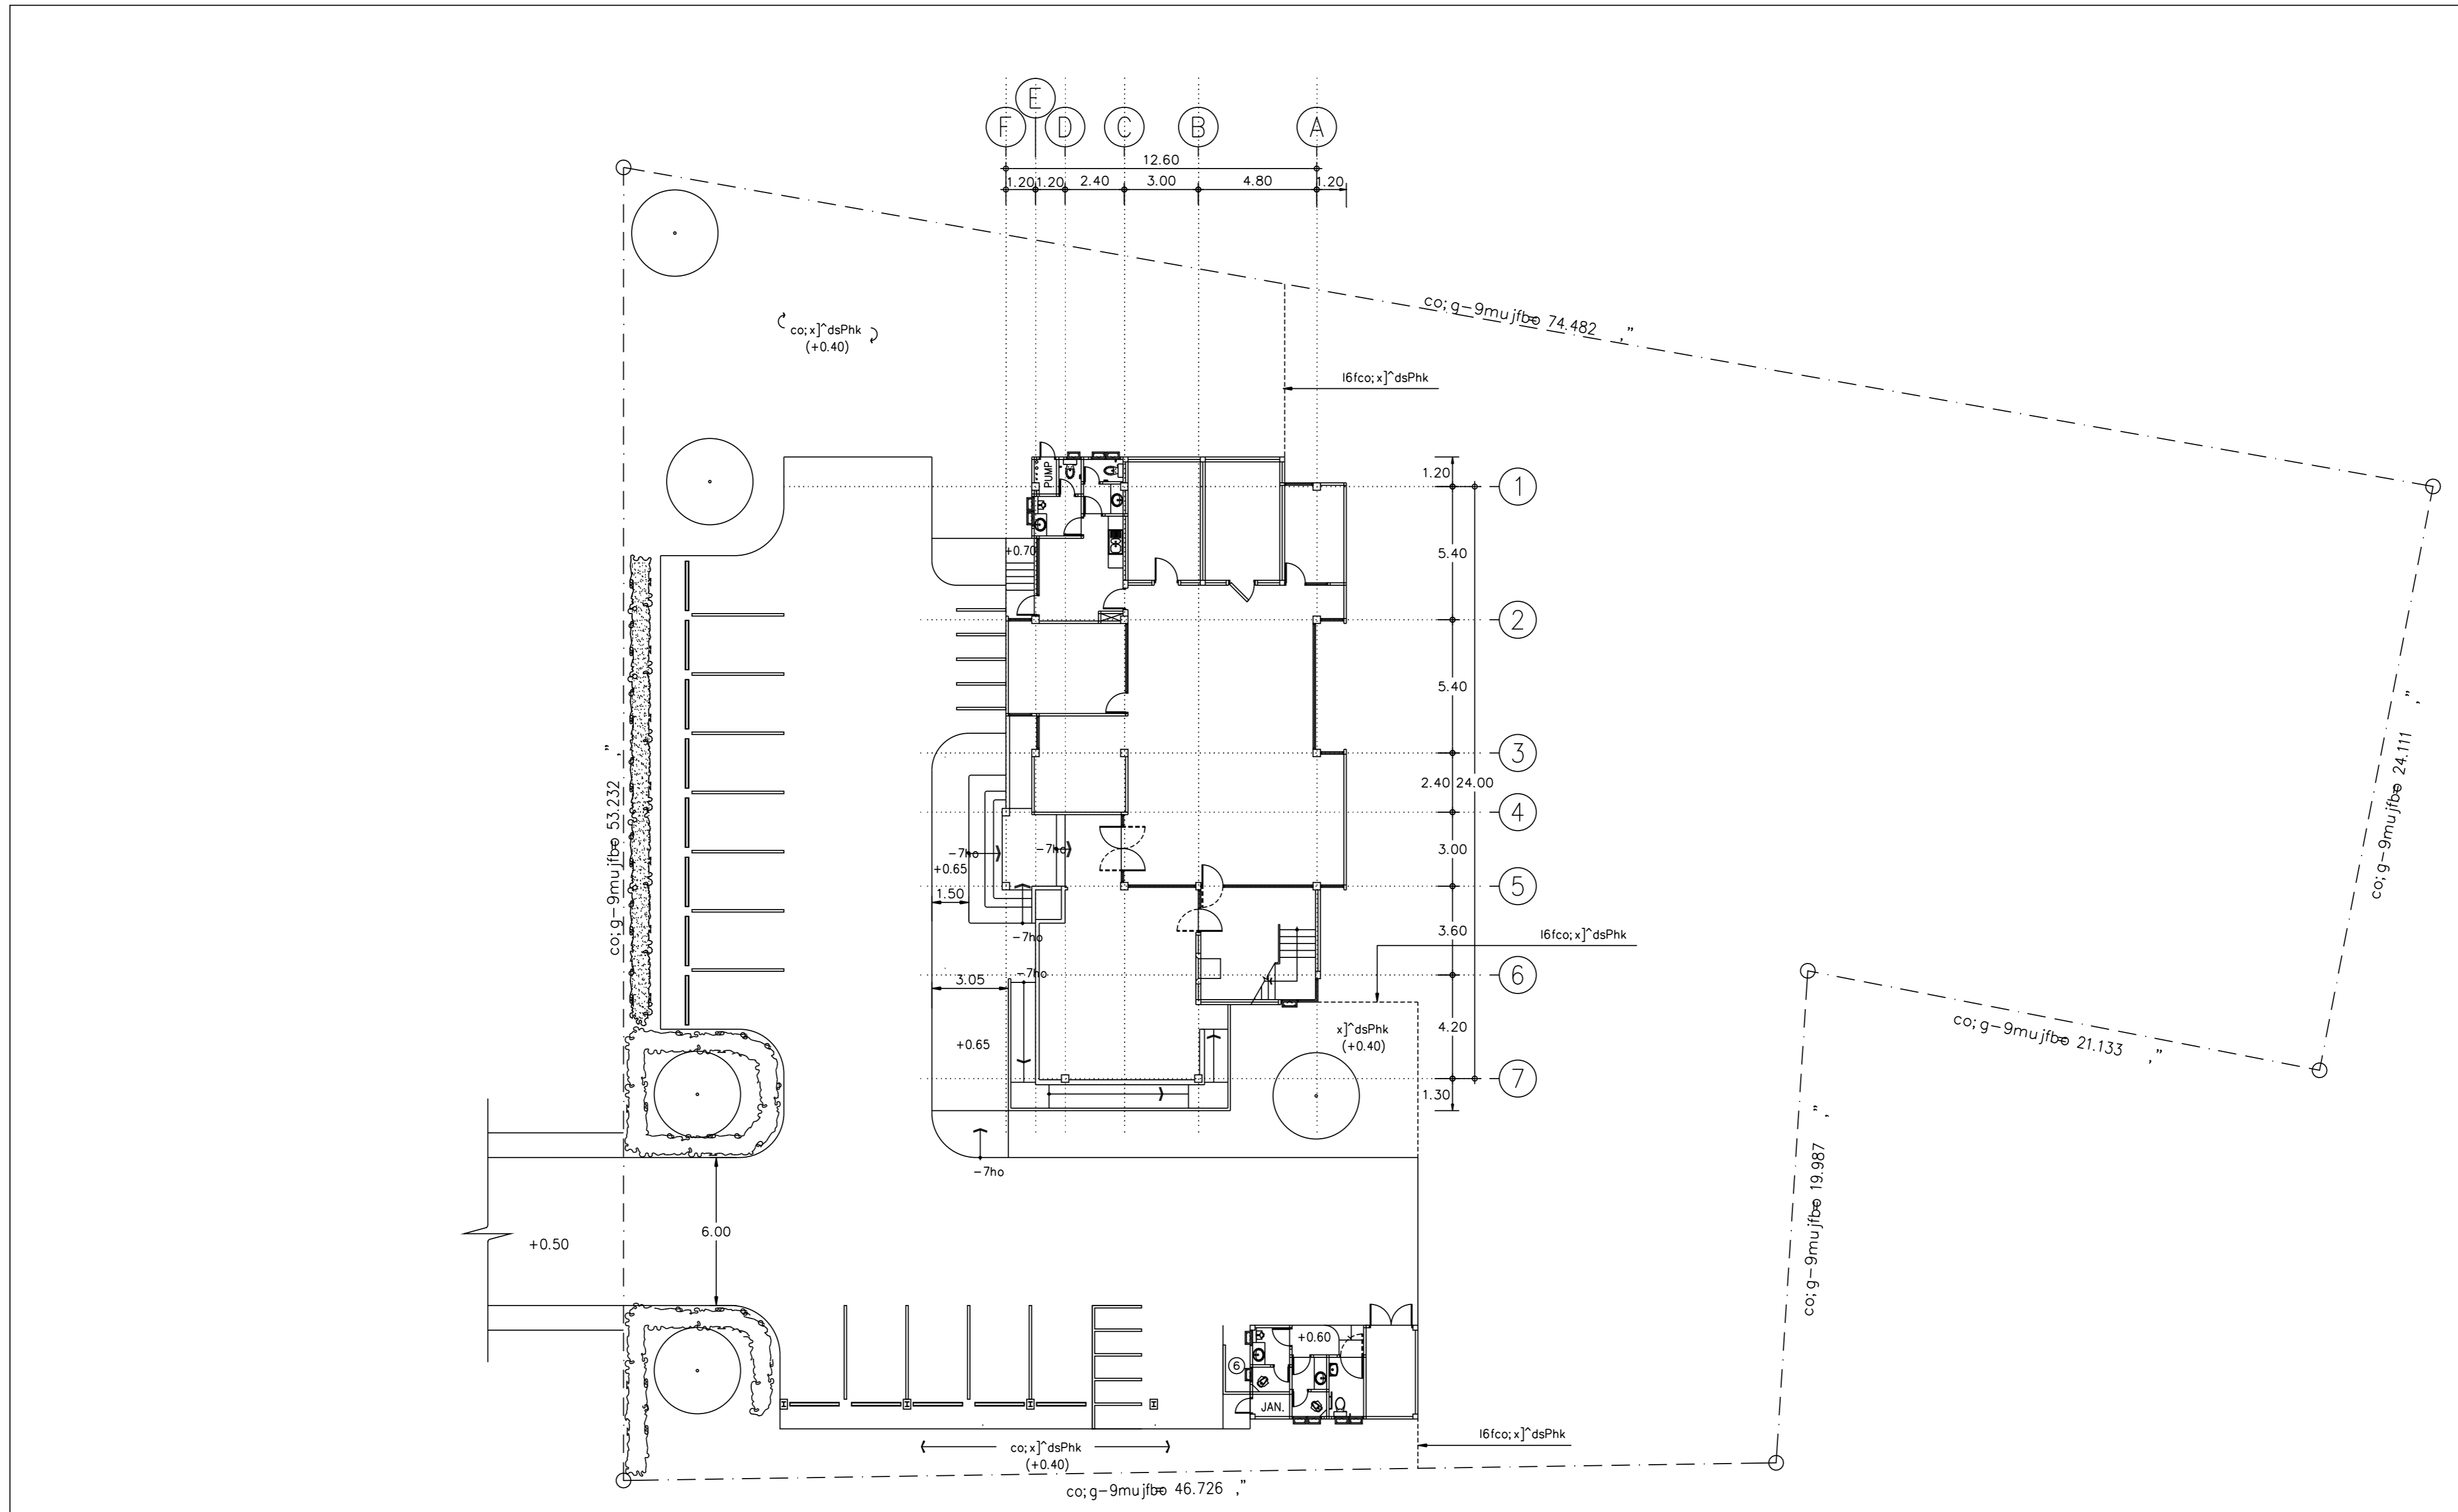 E
F D C B A
12.60
1.20 1.20 2.40 3.00 4.80 1.20
co;g-9mujfbo 74.482 ,”
co;x]^dsPhk
(+0.40)
l6fco;x]^dsPhk
1.20
1
PUMP
5.40
+0.70
2
5.40
co;g-9mujfbo 24.111 ,”
3
co;g-9mujfbo 53.232 ,”
2.40 24.00
4
3.00
-7ho
-7ho
+0.65
5
1.50
3.60
l6fco;x]^dsPhk
-7ho
-7ho
6
3.05
4.20
co;g-9mujfbo 21.133 ,”
x]^dsPhk
(+0.40)
+0.65
7
1.30
-7ho
co;g-9mujfbo 19.987 ,”
6.00
+0.50
+0.60
6
JAN.
l6fco;x]^dsPhk
co;x]^dsPhk
(+0.40)
co;g-9mujfbo 46.726 ,”